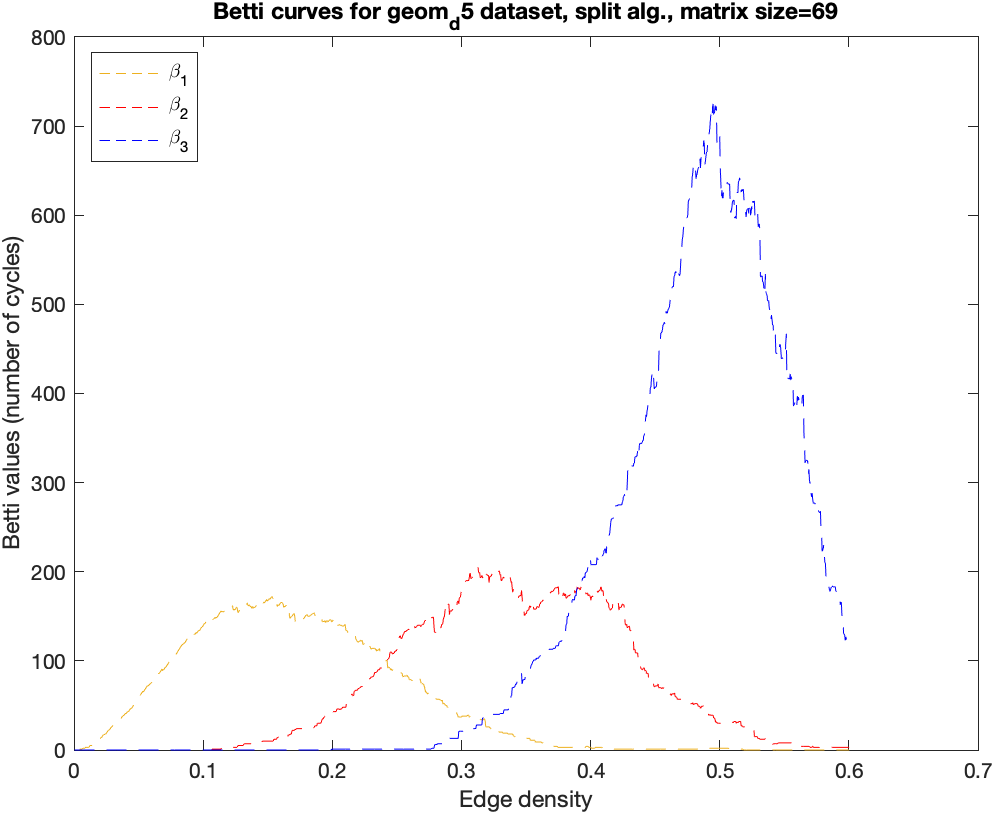 Betti curves for geom_d5 dataset, split alg., matrix size=69
β1
β2
β3
Betti values (number of cycles)
800
700
600
500
400
300
200
100
0
0 0.1 0.2 0.3 0.4 0.5 0.6 0.7
Edge density